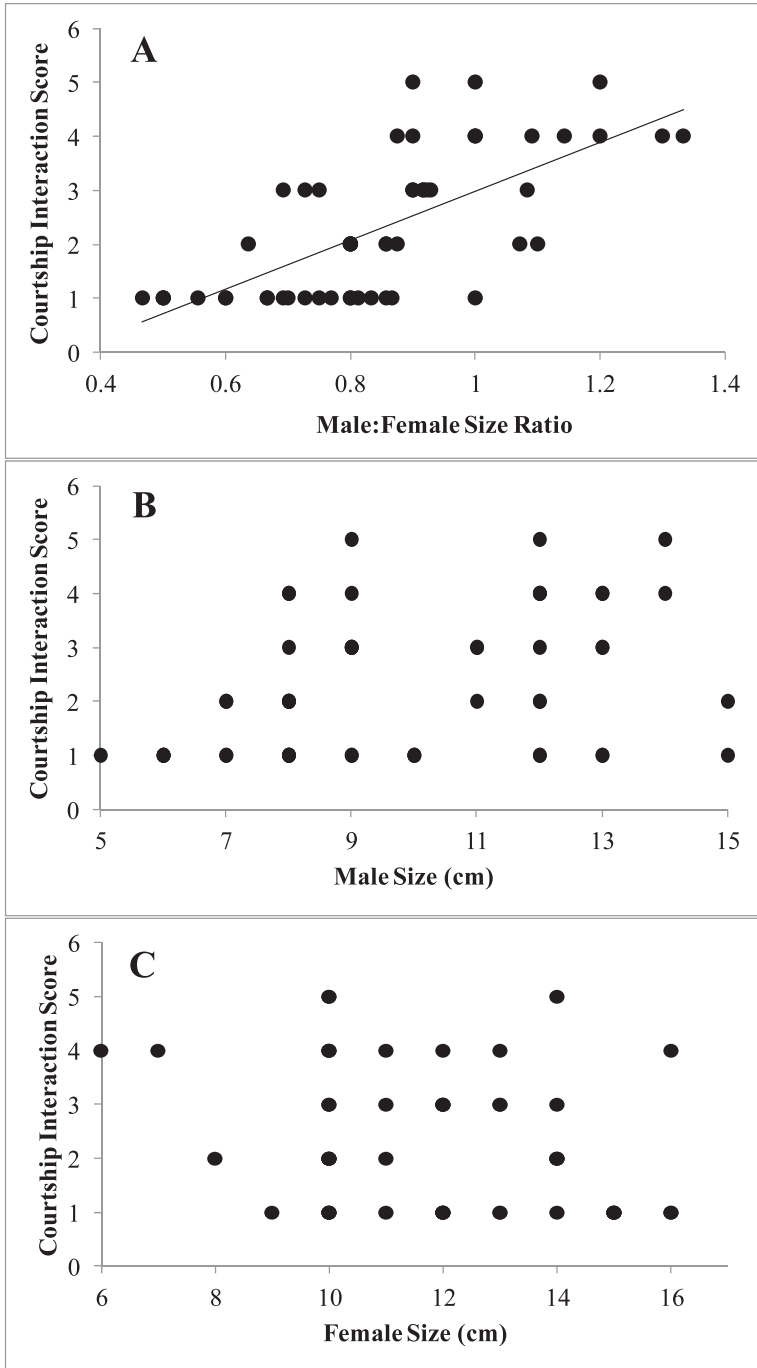 A
Courtship Interaction Score
6
5
4
3
2
1
0
0.4 0.6 0.8 1 1.2 1.4
Male:Female Size Ratio
B
Courtship Interaction Score
6
5
4
3
2
1
0
5 7 9 11 13 15
Male Size (cm)
C
Courtship Interaction Score
6
5
4
3
2
1
0
6 8 10 12 14 16
Female Size (cm)